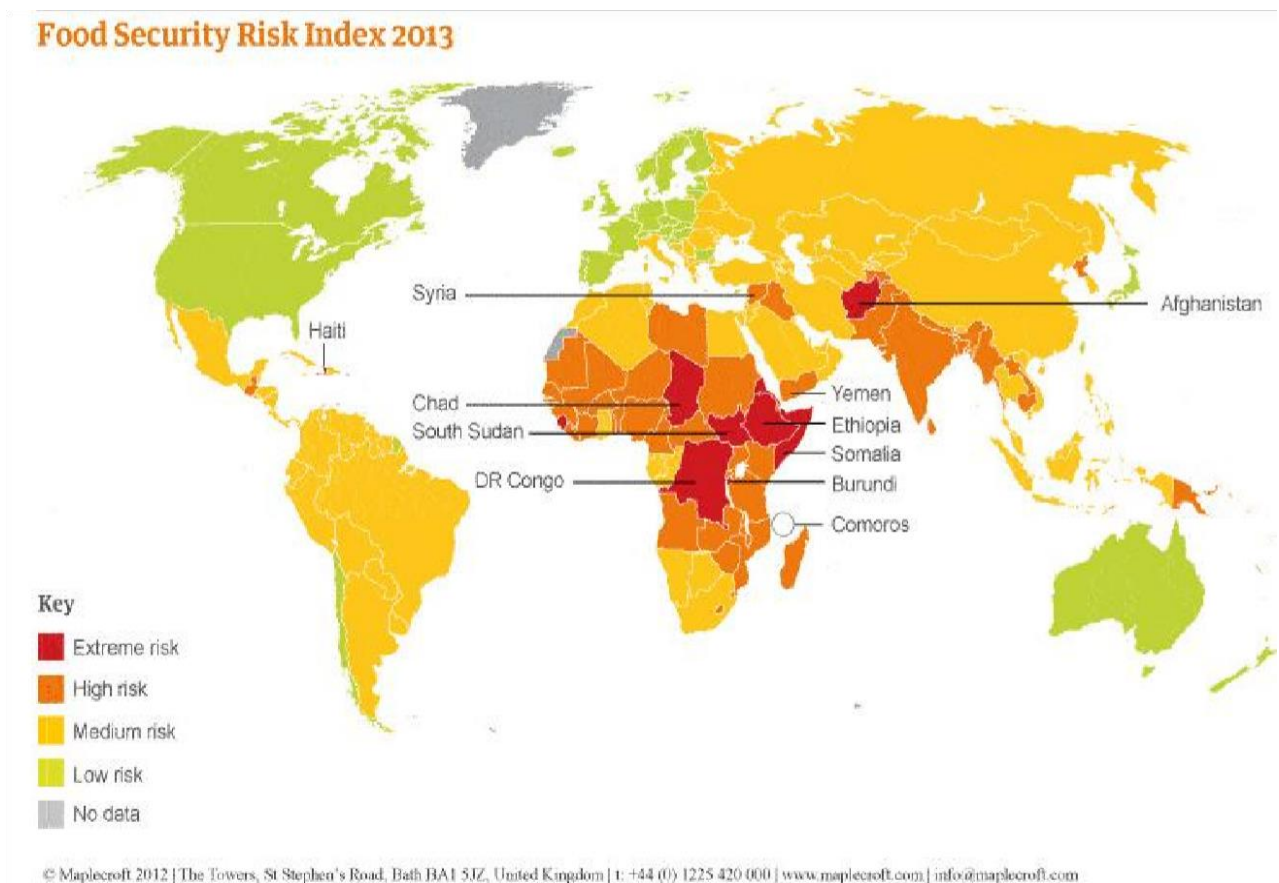 Food Security Risk Index 2013
Syria
Afghanistan
Haiti
Chad
Yemen
South Sudan
Ethiopia
Somalia
DR Congo
Burundi
Comoros
Key
Extreme risk
High risk
Medium risk
Low risk
No data
© Maplecroft 2012 | The Towers, St Stephen's Road, Bath BA1 5JZ, United Kingdom | t: +44 (0) 1225 420 000 | www.maplecroft.com | info@maplecroft.com